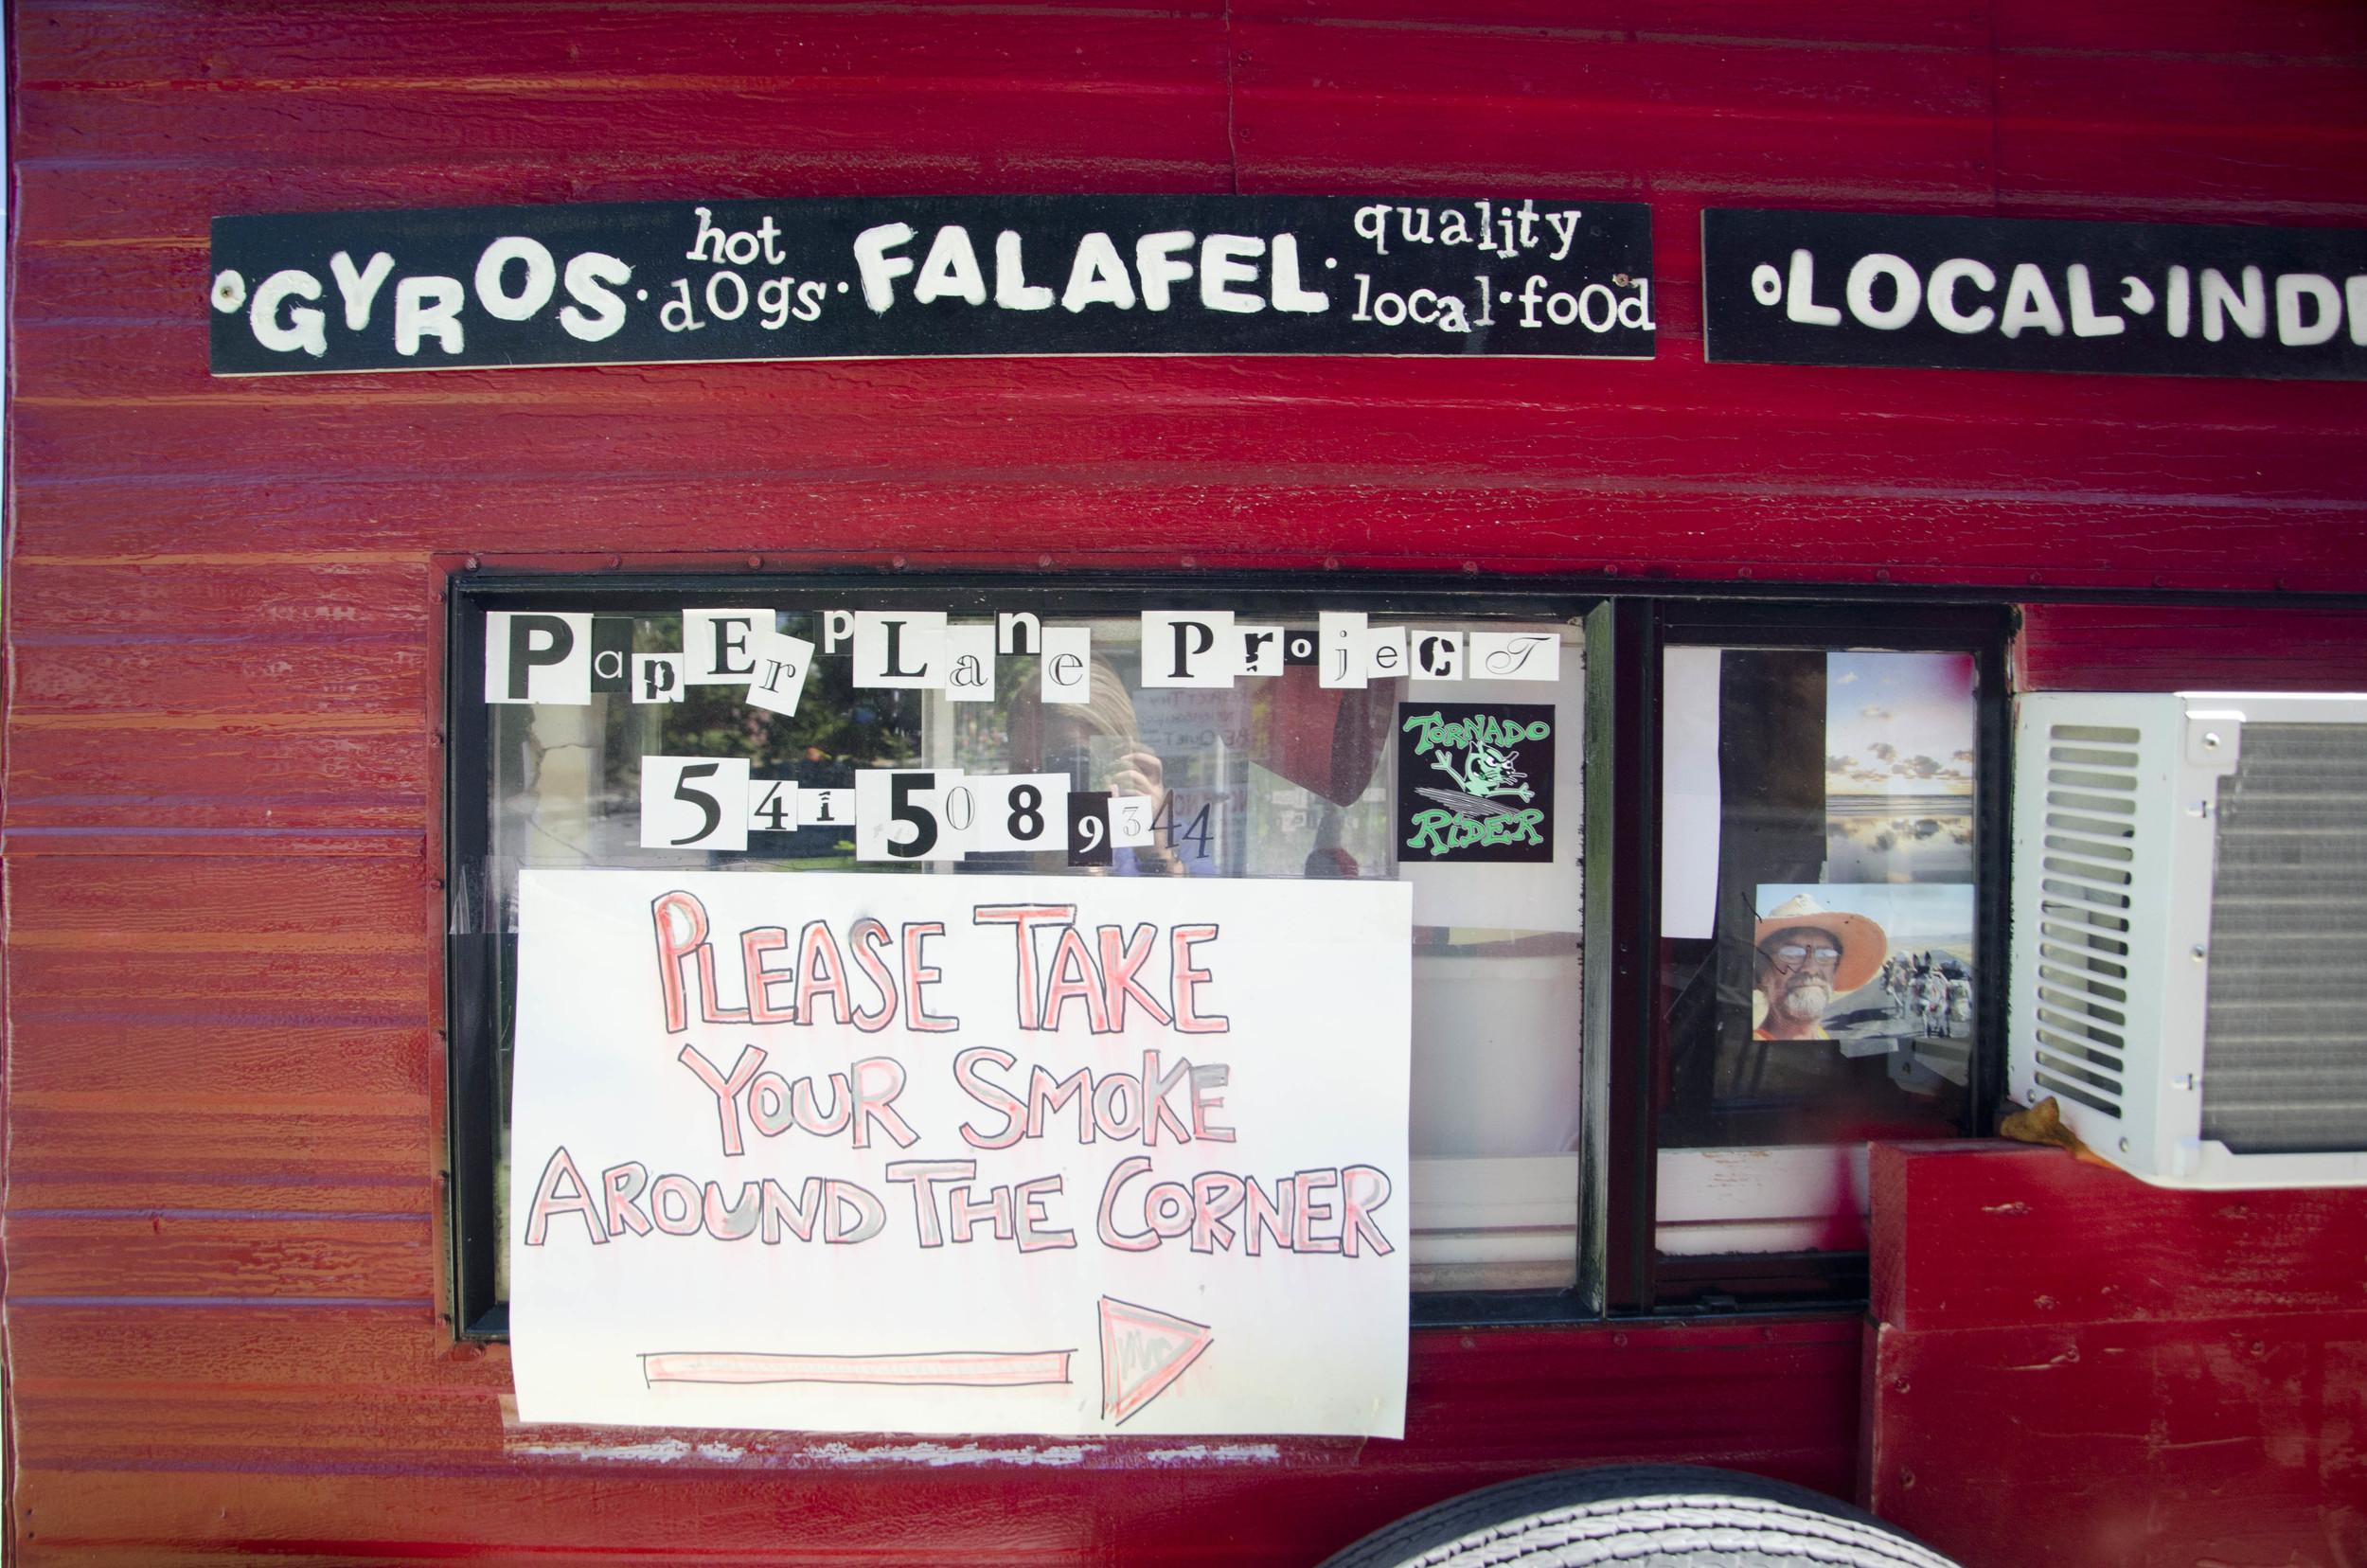 GYROS · hot dOgs · FALAFEL · quality local·foOd
LOCAL INDE
PapEr pLane ProjecT
541 508 9344
TORNADO
RiDER
PLEASE TAKE
YOUR SMOKE
AROUND THE CORNER